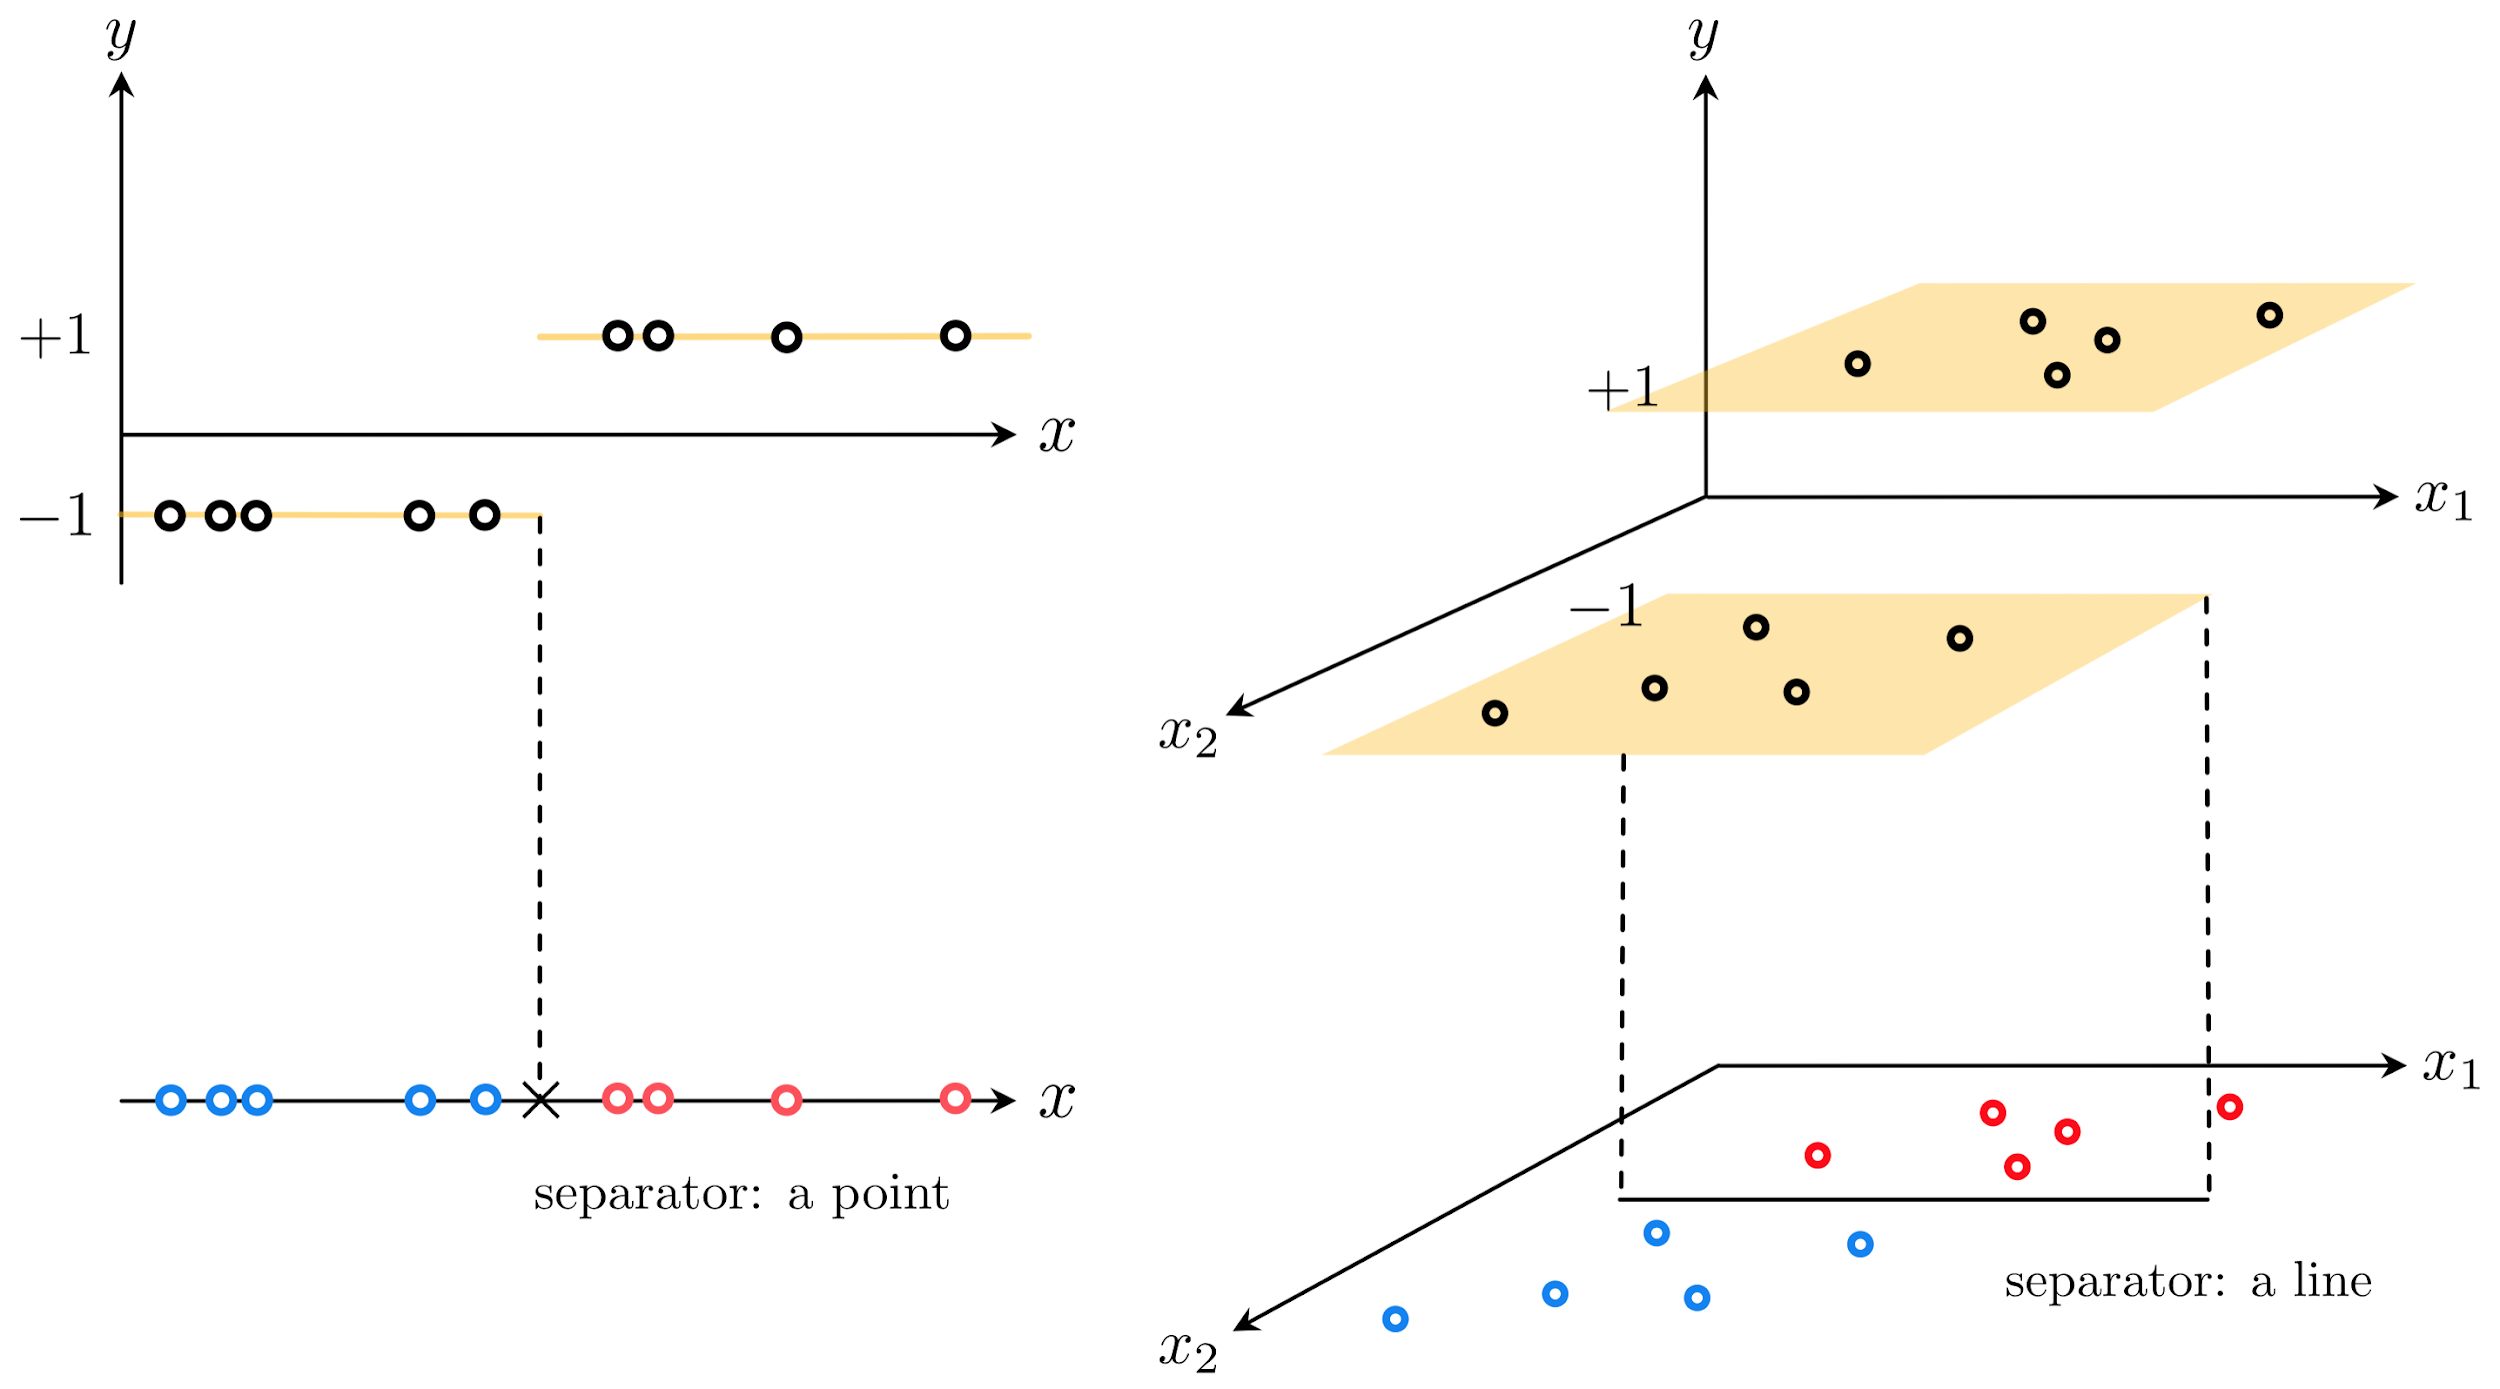 y
+1
x
−1
x
separator: a point
y
+1
x₁
−1
x₂
x₁
separator: a line
x₂